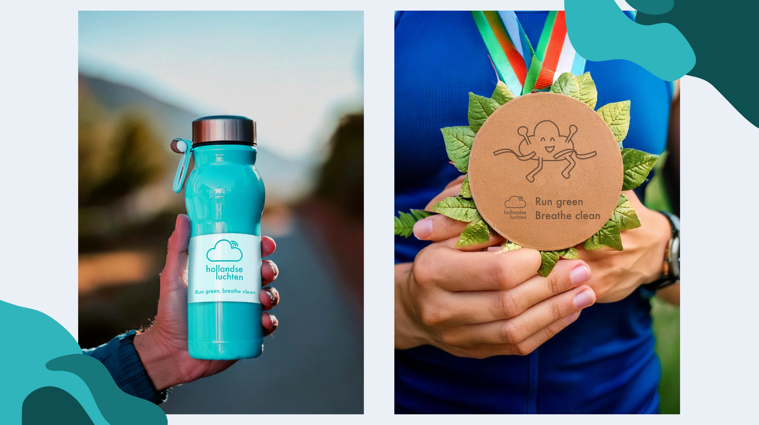 hollandse
luchten
Run green, breathe clean
hollandse
luchten
Run green
Breathe clean